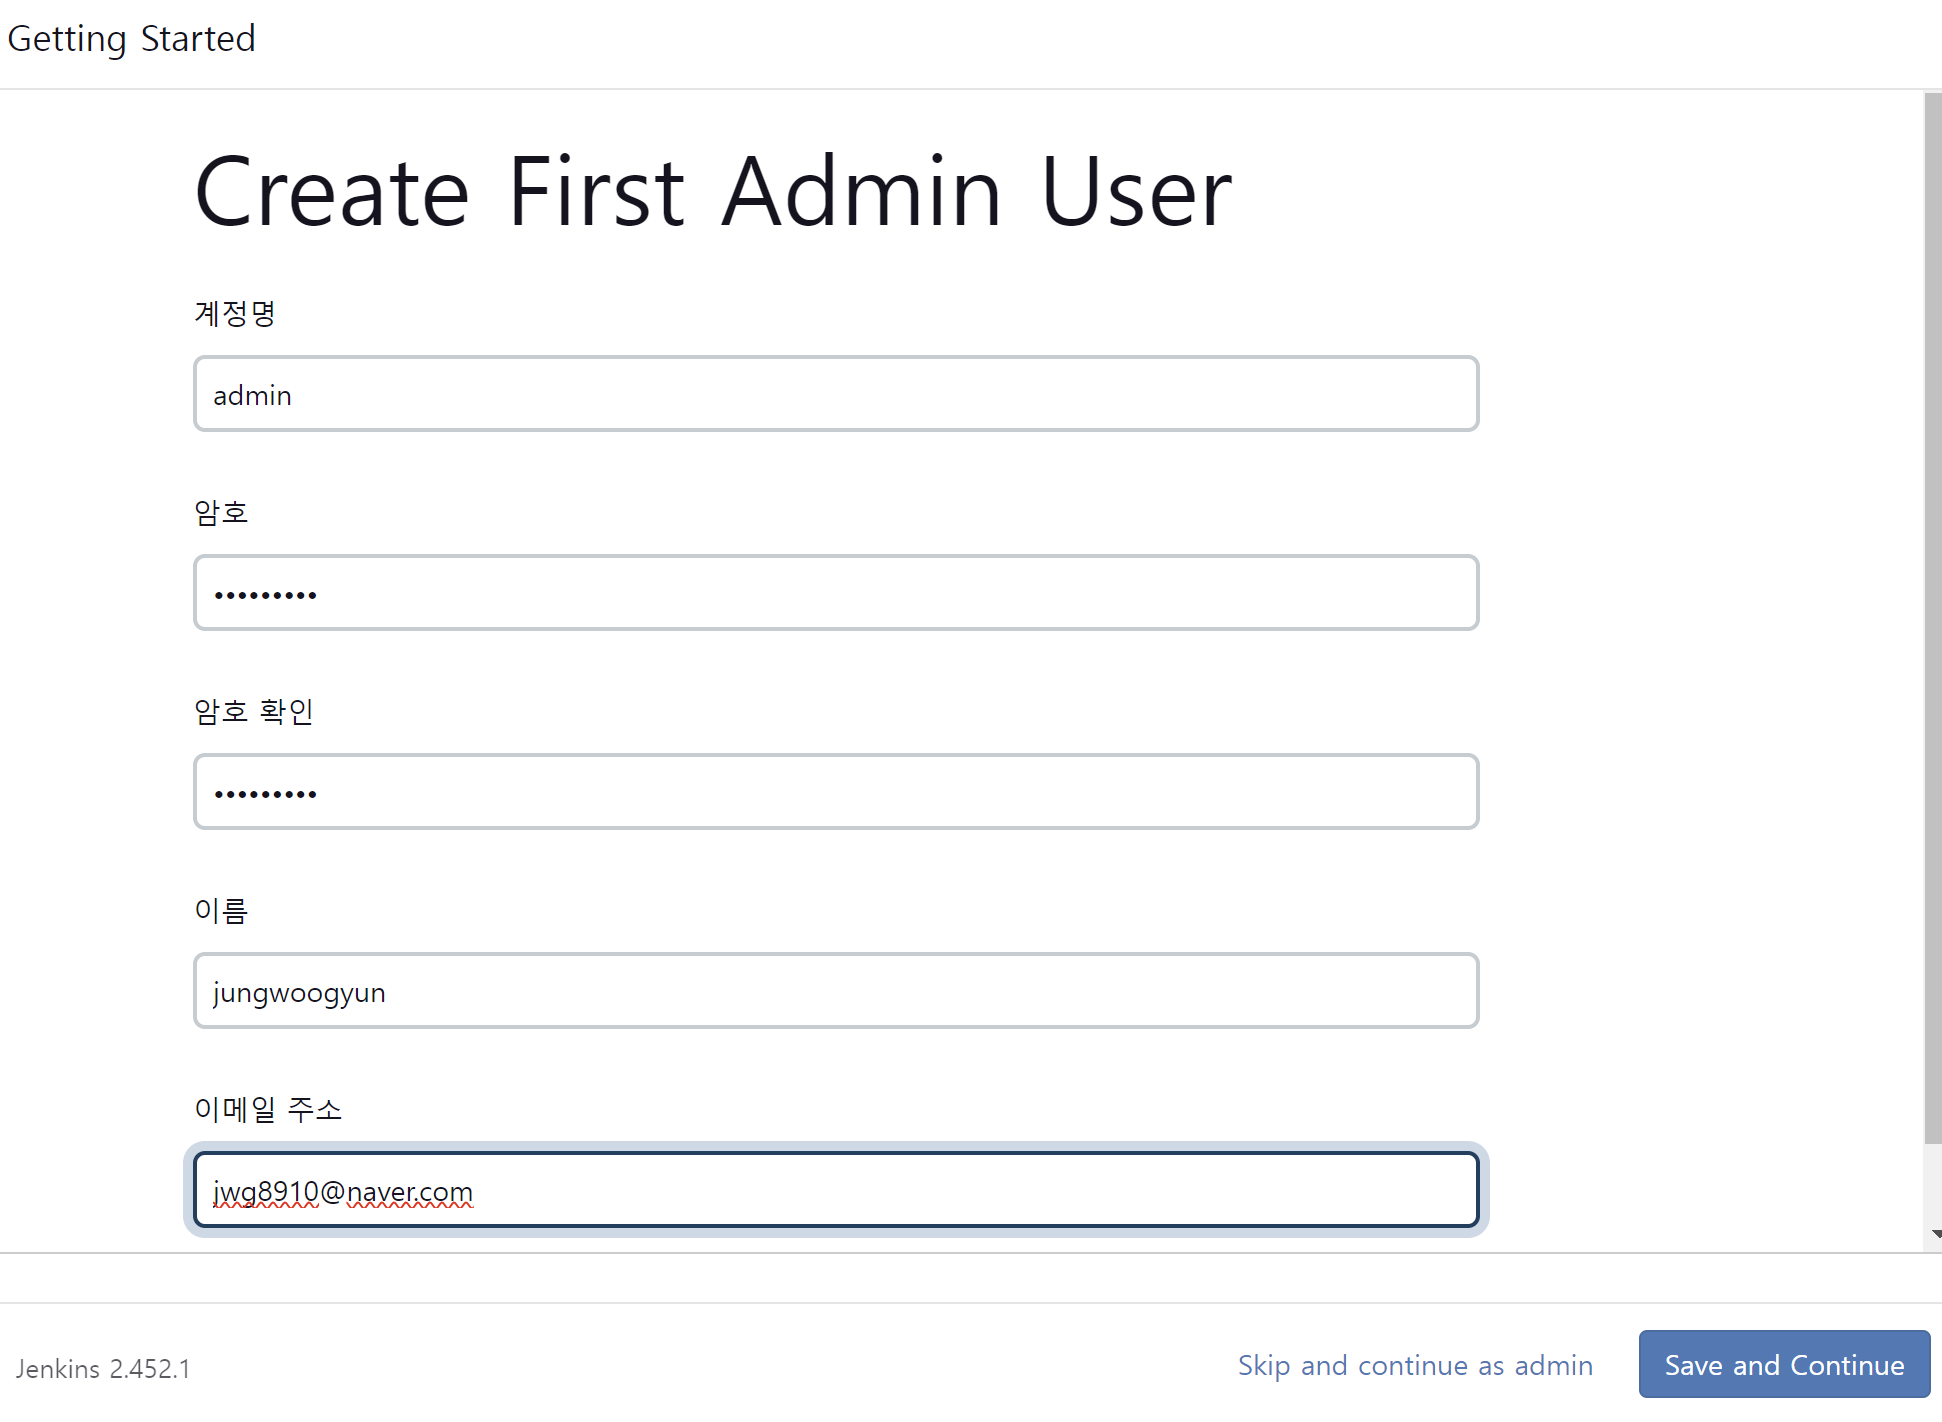 Getting Started
Create First Admin User
계정명
admin
암호
•••••••••
암호 확인
•••••••••
이름
jungwoogyun
이메일 주소
jwg8910@naver.com
Jenkins 2.452.1
Skip and continue as admin
Save and Continue